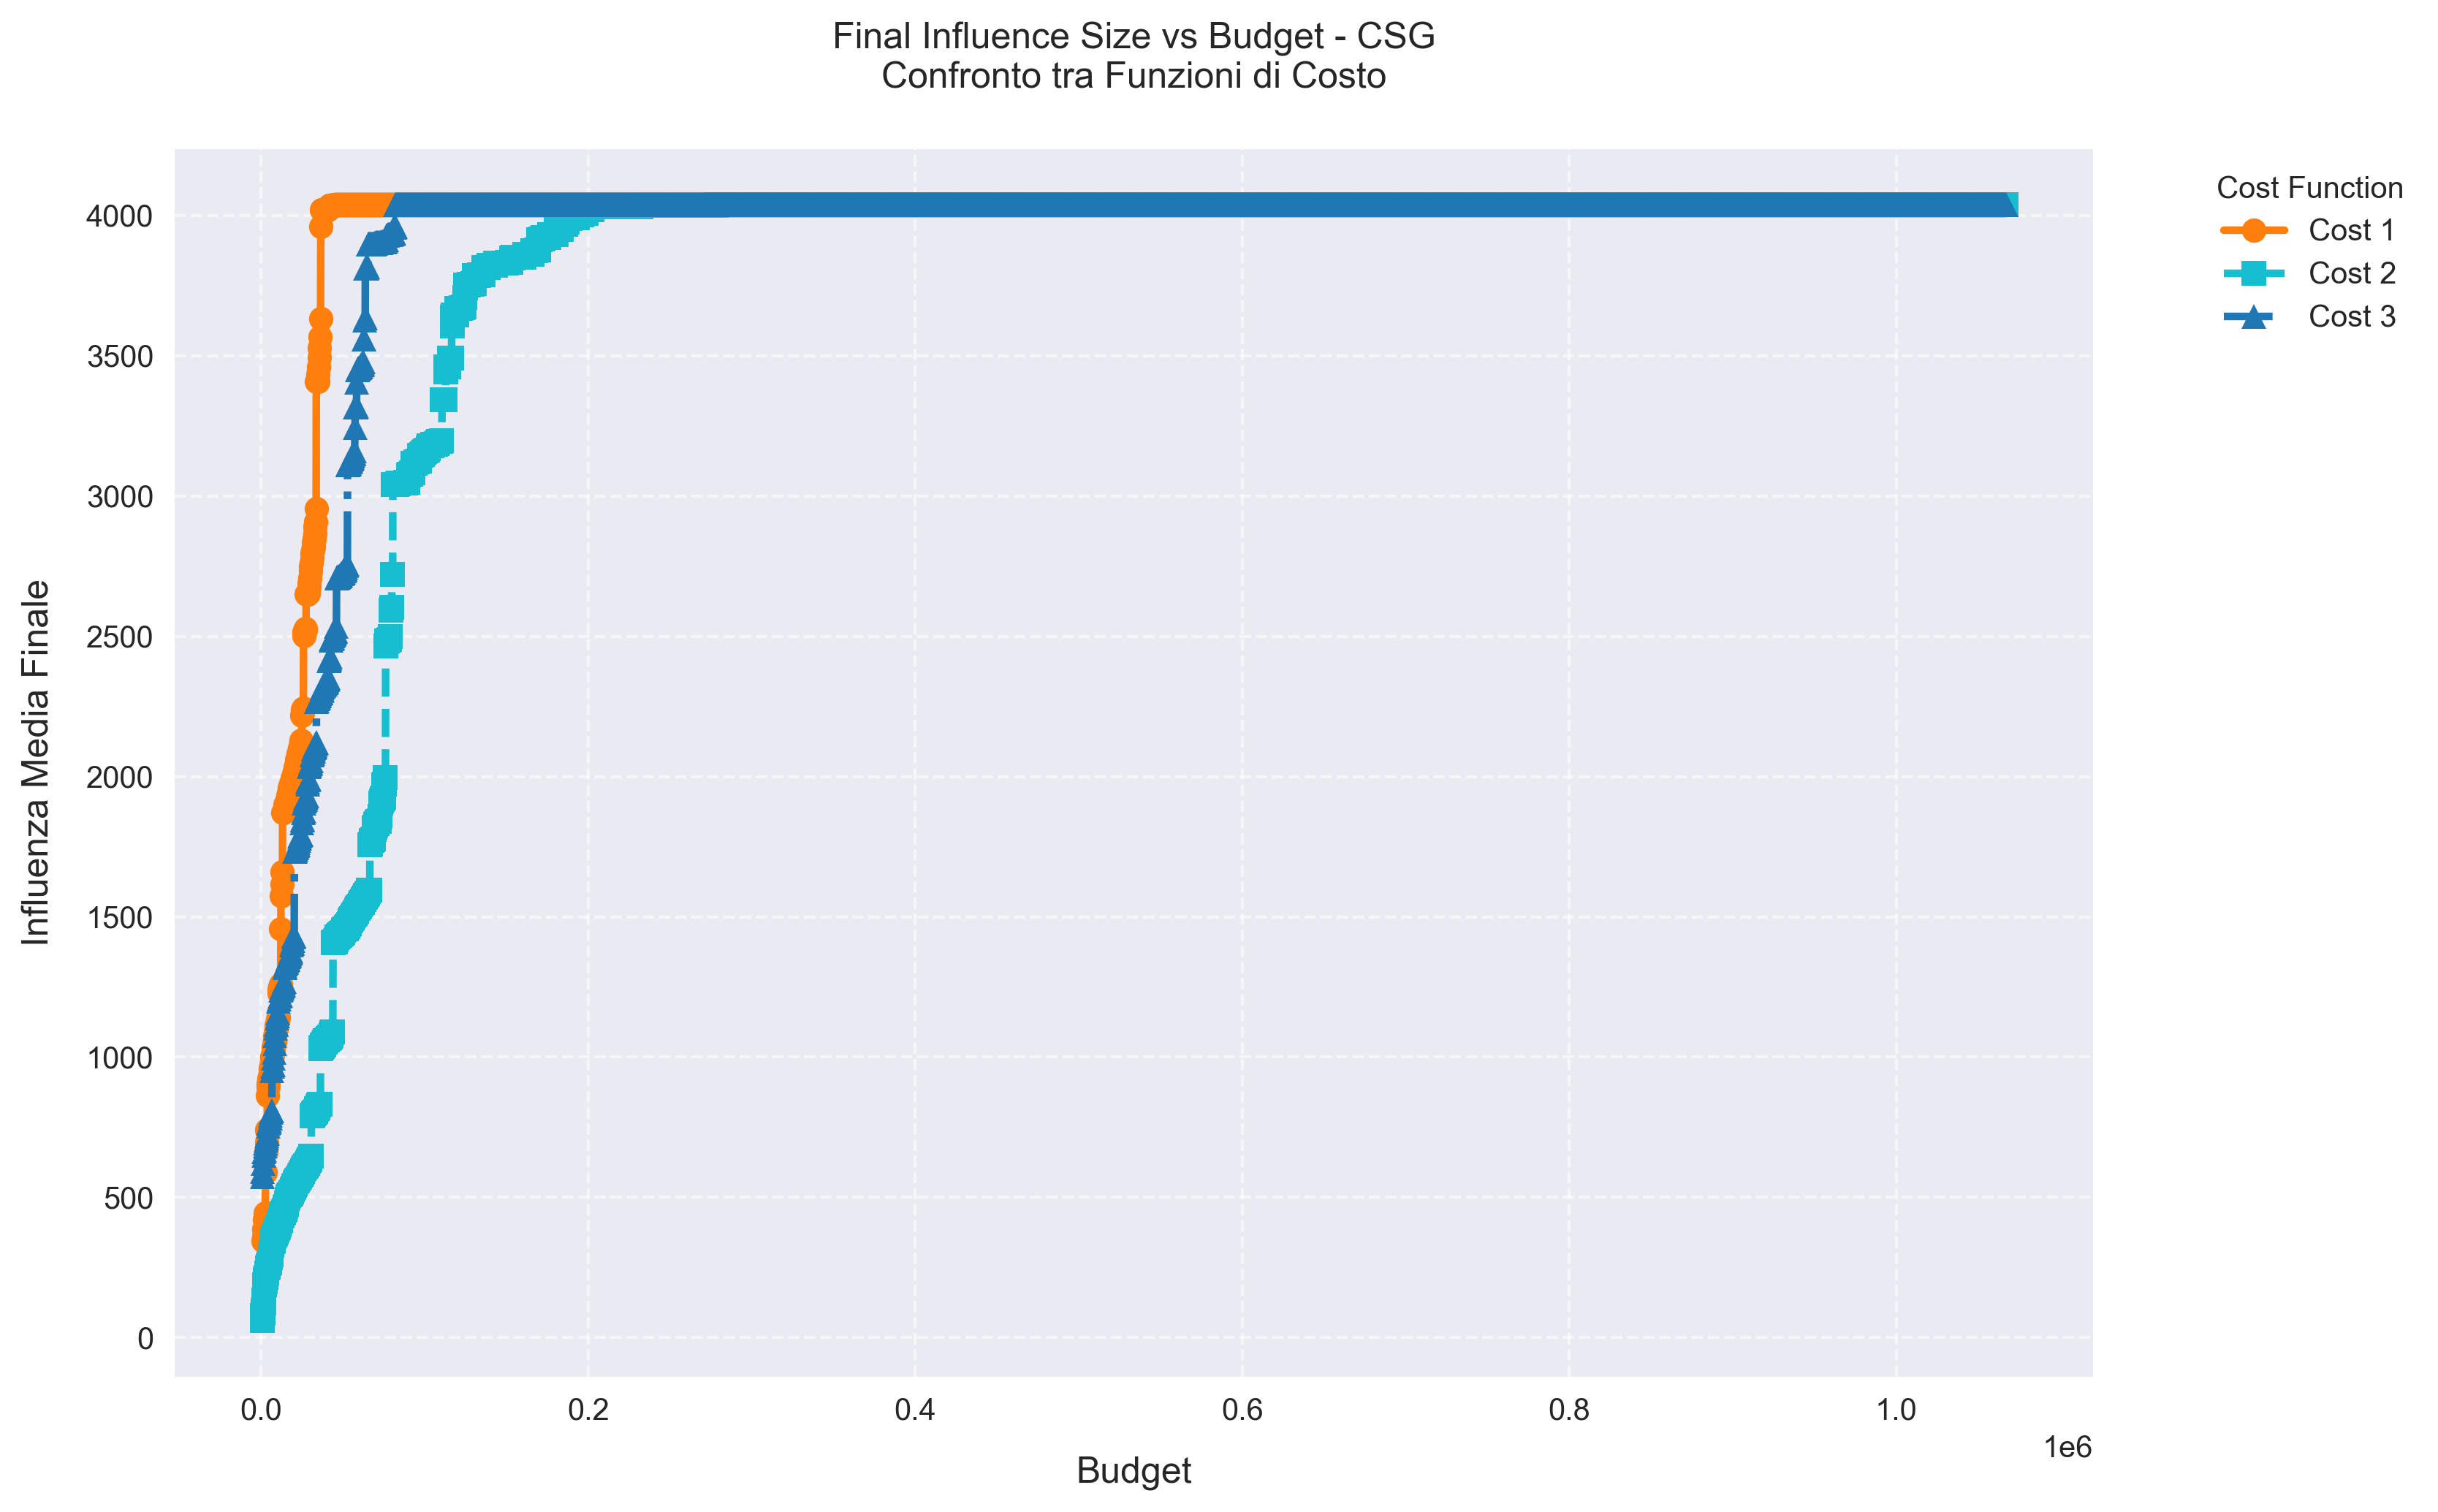 Final Influence Size vs Budget - CSG
Confronto tra Funzioni di Costo
Cost Function
Cost 1
Cost 2
Cost 3
Influenza Media Finale
4000
3500
3000
2500
2000
1500
1000
500
0
0.0
0.2
0.4
0.6
0.8
1.0
1e6
Budget